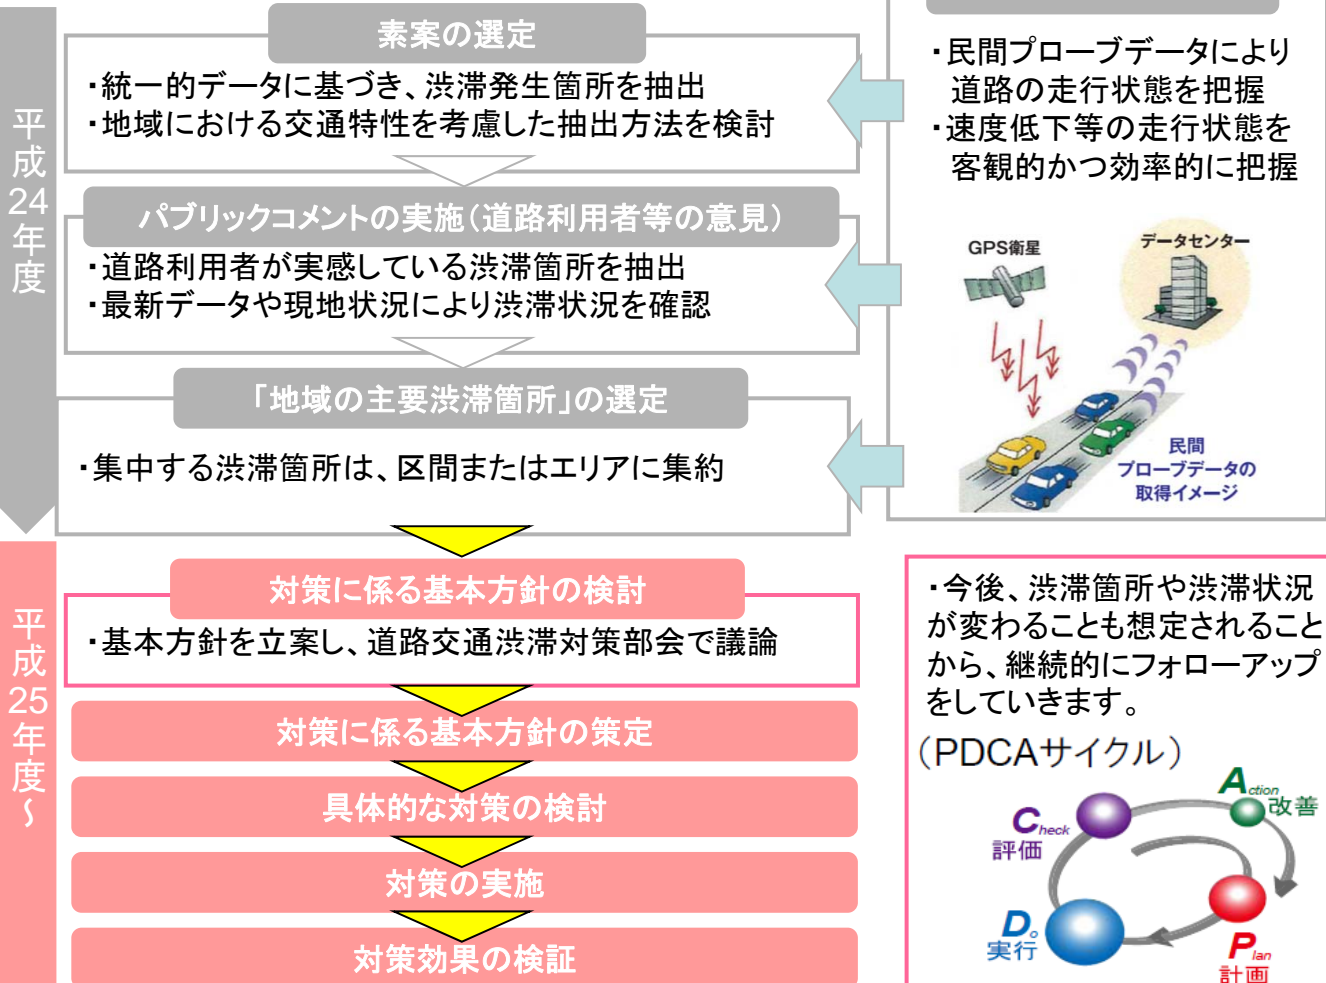 平成24年度
素案の選定
・統一的データに基づき、渋滞発生箇所を抽出
・地域における交通特性を考慮した抽出方法を検討
パブリックコメントの実施（道路利用者等の意見）
・道路利用者が実感している渋滞箇所を抽出
・最新データや現地状況により渋滞状況を確認
「地域の主要渋滞箇所」の選定
・集中する渋滞箇所は、区間またはエリアに集約
・民間プローブデータにより
道路の走行状態を把握
・速度低下等の走行状態を
客観的かつ効率的に把握
GPS衛星
データセンター
民間
プローブデータの
取得イメージ
平成25年度～
対策に係る基本方針の検討
・基本方針を立案し、道路交通渋滞対策部会で議論
対策に係る基本方針の策定
具体的な対策の検討
対策の実施
対策効果の検証
・今後、渋滞箇所や渋滞状況
が変わることも想定されること
から、継続的にフォローアップ
をしていきます。
（PDCAサイクル）
Action
改善
Check
評価
Do
実行
Plan
計画